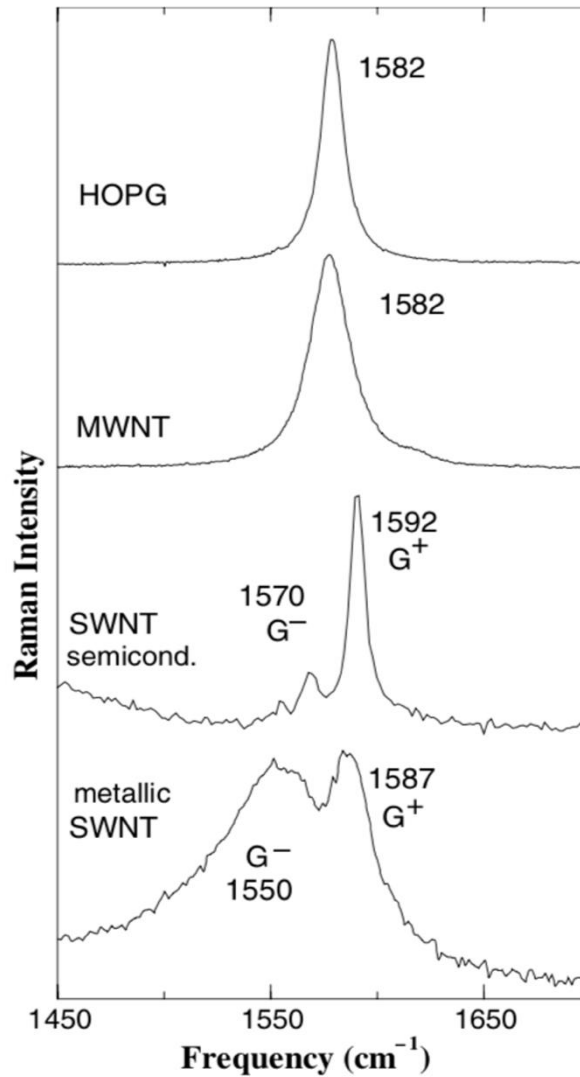 1582
HOPG
1582
MWNT
1592
G+
1570
G−
SWNT
semicond.
metallic
SWNT
1587
G+
G−
1550
Raman Intensity
1450
1550
1650
Frequency (cm−1)